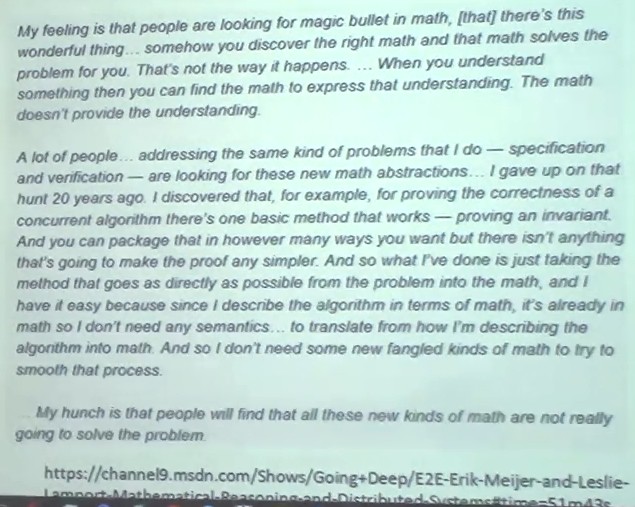 My feeling is that people are looking for magic bullet in math, [that] there's this
wonderful thing... somehow you discover the right math and that math solves the
problem for you. That's not the way it happens. ... When you understand
something then you can find the math to express that understanding. The math
doesn't provide the understanding.
A lot of people... addressing the same kind of problems that I do — specification
and verification — are looking for these new math abstractions... I gave up on that
hunt 20 years ago. I discovered that, for example, for proving the correctness of a
concurrent algorithm there's one basic method that works — proving an invariant.
And you can package that in however many ways you want but there isn't anything
that's going to make the proof any simpler. And so what I've done is just taking the
method that goes as directly as possible from the problem into the math, and I
have it easy because since I describe the algorithm in terms of math, it's already in
math so I don't need any semantics... to translate from how I'm describing the
algorithm into math. And so I don't need some new fangled kinds of math to try to
smooth that process.
... My hunch is that people will find that all these new kinds of math are not really
going to solve the problem.
https://channel9.msdn.com/Shows/Going+Deep/E2E-Erik-Meijer-and-Leslie-
Lamport-Mathematical-Reasoning-and-Distributed-Systems#time=51m43s